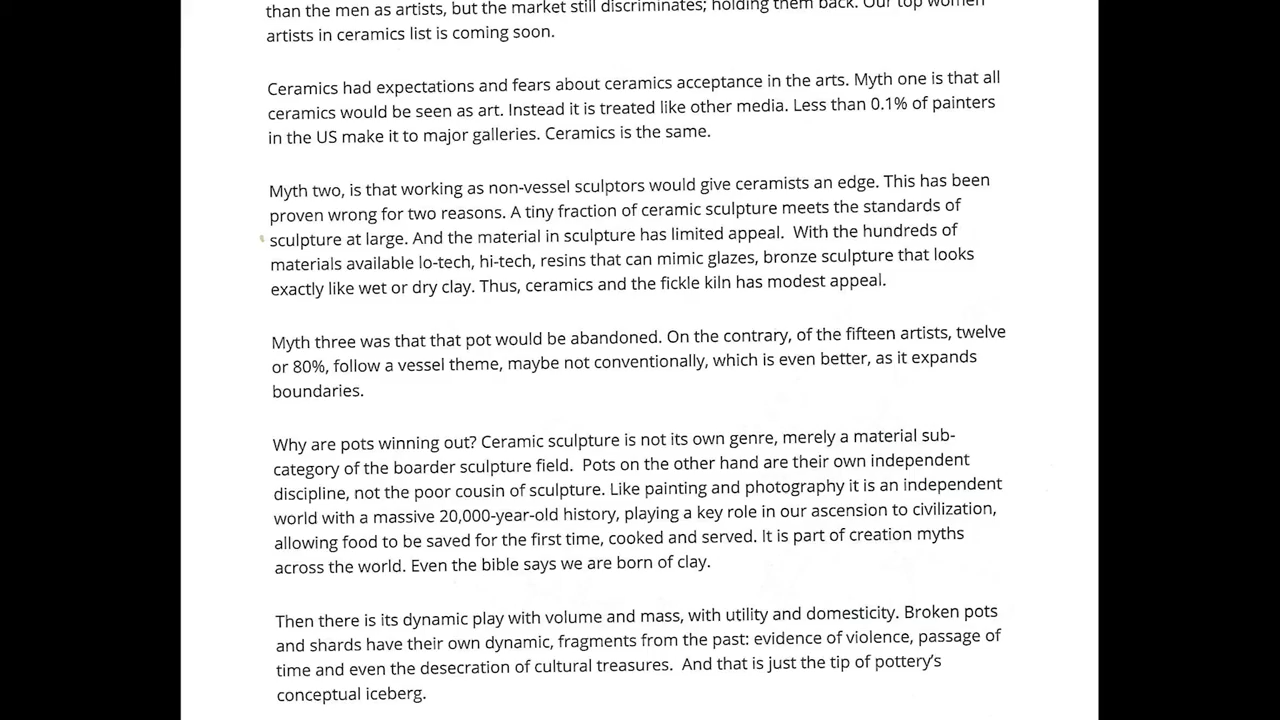 than the men as artists, but the market still discriminates; holding them back. Our top women
artists in ceramics list is coming soon.
Ceramics had expectations and fears about ceramics acceptance in the arts. Myth one is that all
ceramics would be seen as art. Instead it is treated like other media. Less than 0.1% of painters
in the US make it to major galleries. Ceramics is the same.
Myth two, is that working as non-vessel sculptors would give ceramists an edge. This has been
proven wrong for two reasons. A tiny fraction of ceramic sculpture meets the standards of
sculpture at large. And the material in sculpture has limited appeal.  With the hundreds of
materials available lo-tech, hi-tech, resins that can mimic glazes, bronze sculpture that looks
exactly like wet or dry clay. Thus, ceramics and the fickle kiln has modest appeal.
Myth three was that that pot would be abandoned. On the contrary, of the fifteen artists, twelve
or 80%, follow a vessel theme, maybe not conventionally, which is even better, as it expands
boundaries.
Why are pots winning out? Ceramic sculpture is not its own genre, merely a material sub-
category of the boarder sculpture field.  Pots on the other hand are their own independent
discipline, not the poor cousin of sculpture. Like painting and photography it is an independent
world with a massive 20,000-year-old history, playing a key role in our ascension to civilization,
allowing food to be saved for the first time, cooked and served. It is part of creation myths
across the world. Even the bible says we are born of clay.
Then there is its dynamic play with volume and mass, with utility and domesticity. Broken pots
and shards have their own dynamic, fragments from the past: evidence of violence, passage of
time and even the desecration of cultural treasures.  And that is just the tip of pottery's
conceptual iceberg.